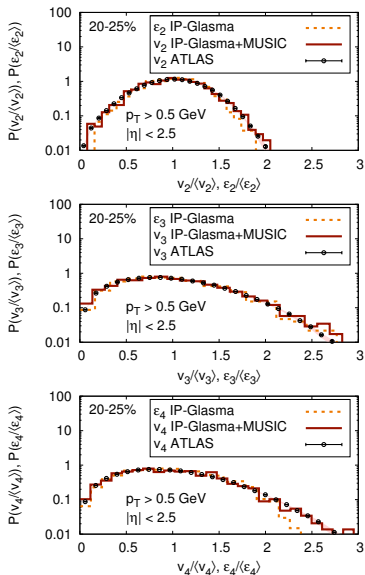 P(v₂/⟨v₂⟩), P(ε₂/⟨ε₂⟩)
100
10
1
0.1
0.01
20-25%
ε₂ IP-Glasma
v₂ IP-Glasma+MUSIC
v₂ ATLAS
p_T > 0.5 GeV
|η| < 2.5
0 0.5 1 1.5 2 2.5 3
v₂/⟨v₂⟩, ε₂/⟨ε₂⟩
P(v₃/⟨v₃⟩), P(ε₃/⟨ε₃⟩)
100
10
1
0.1
0.01
20-25%
ε₃ IP-Glasma
v₃ IP-Glasma+MUSIC
v₃ ATLAS
p_T > 0.5 GeV
|η| < 2.5
0 0.5 1 1.5 2 2.5 3
v₃/⟨v₃⟩, ε₃/⟨ε₃⟩
P(v₄/⟨v₄⟩), P(ε₄/⟨ε₄⟩)
100
10
1
0.1
0.01
20-25%
ε₄ IP-Glasma
v₄ IP-Glasma+MUSIC
v₄ ATLAS
p_T > 0.5 GeV
|η| < 2.5
0 0.5 1 1.5 2 2.5 3
v₄/⟨v₄⟩, ε₄/⟨ε₄⟩